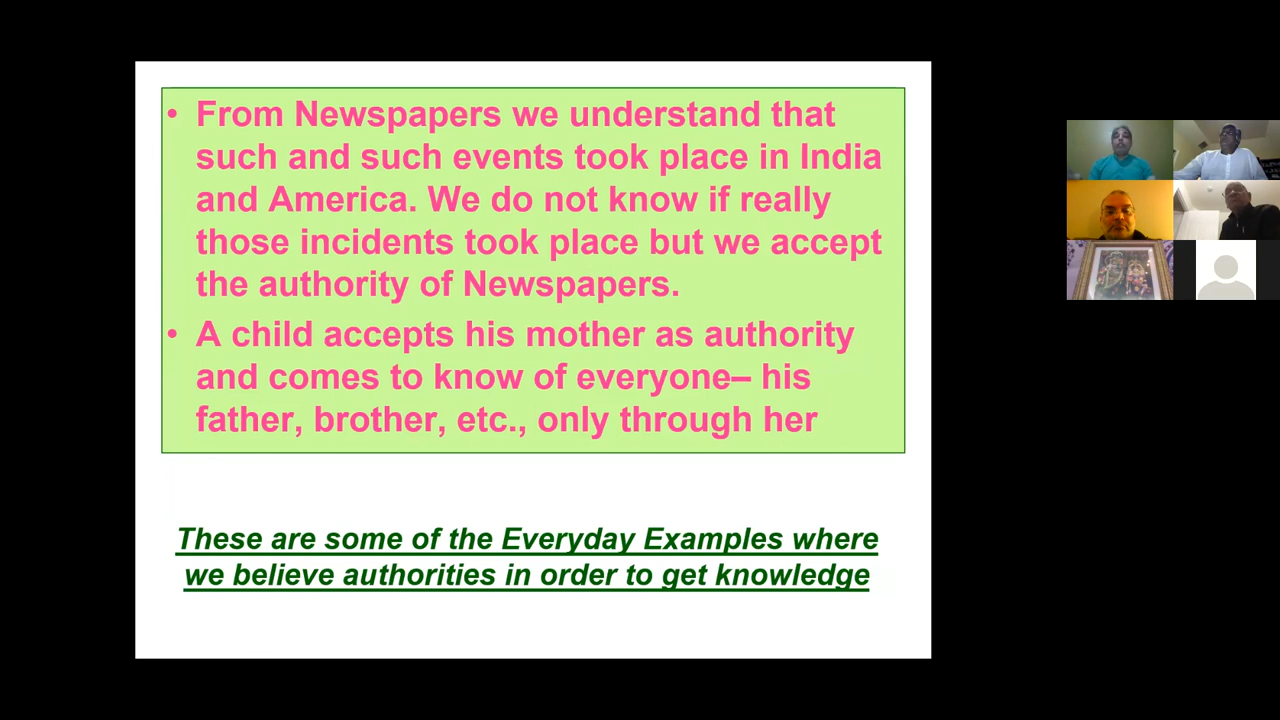 • From Newspapers we understand that
such and such events took place in India
and America. We do not know if really
those incidents took place but we accept
the authority of Newspapers.
• A child accepts his mother as authority
and comes to know of everyone– his
father, brother, etc., only through her
These are some of the Everyday Examples where
we believe authorities in order to get knowledge